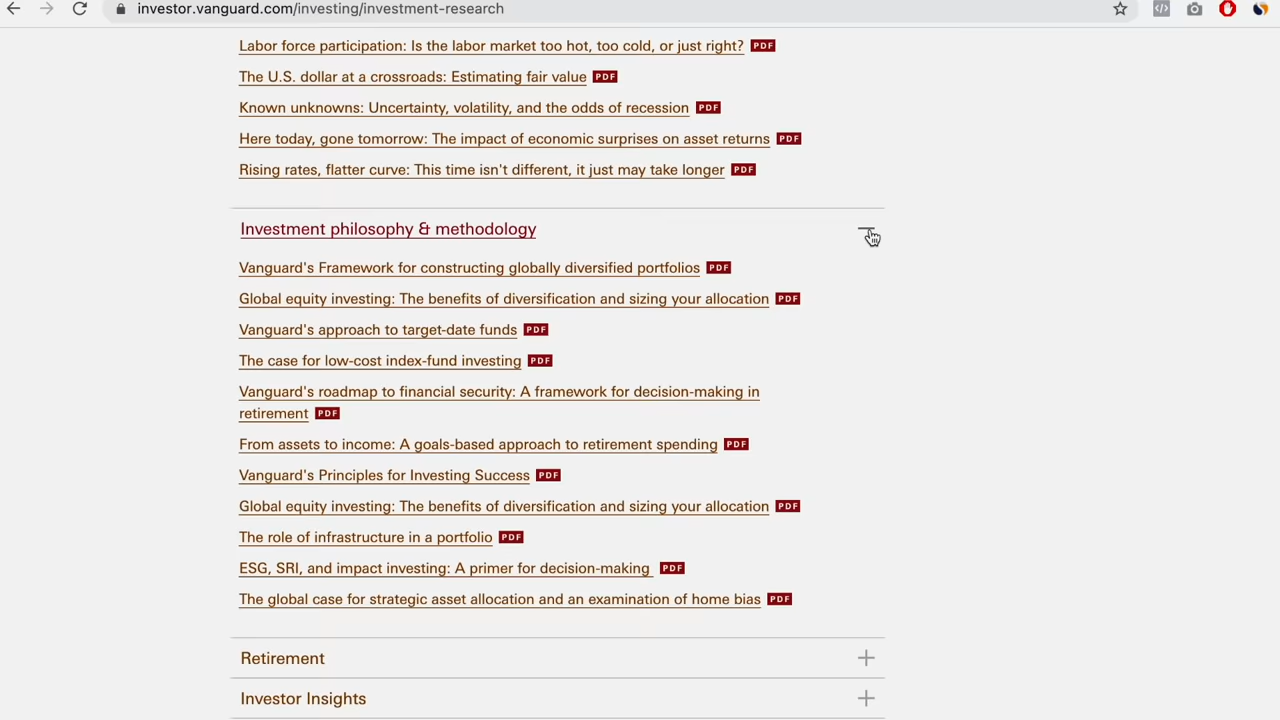 investor.vanguard.com/investing/investment-research
Labor force participation: Is the labor market too hot, too cold, or just right? PDF
The U.S. dollar at a crossroads: Estimating fair value PDF
Known unknowns: Uncertainty, volatility, and the odds of recession PDF
Here today, gone tomorrow: The impact of economic surprises on asset returns PDF
Rising rates, flatter curve: This time isn't different, it just may take longer PDF
Investment philosophy & methodology
Vanguard's Framework for constructing globally diversified portfolios PDF
Global equity investing: The benefits of diversification and sizing your allocation PDF
Vanguard's approach to target-date funds PDF
The case for low-cost index-fund investing PDF
Vanguard's roadmap to financial security: A framework for decision-making in
retirement PDF
From assets to income: A goals-based approach to retirement spending PDF
Vanguard's Principles for Investing Success PDF
Global equity investing: The benefits of diversification and sizing your allocation PDF
The role of infrastructure in a portfolio PDF
ESG, SRI, and impact investing: A primer for decision-making PDF
The global case for strategic asset allocation and an examination of home bias PDF
Retirement
Investor Insights